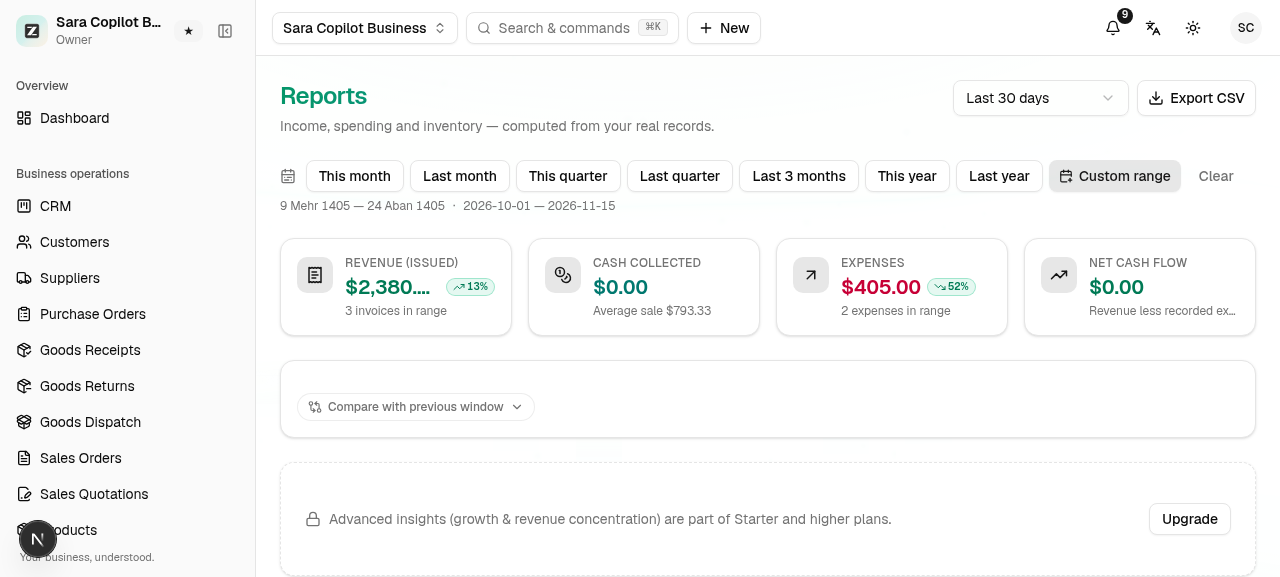 Sara Copilot B...
Owner
Overview
Dashboard
Business operations
CRM
Customers
Suppliers
Purchase Orders
Goods Receipts
Goods Returns
Goods Dispatch
Sales Orders
Sales Quotations
oducts
N
Your business, understood.
Sara Copilot Business
Search & commands ⌘K
New
9
SC
Reports
Income, spending and inventory — computed from your real records.
Last 30 days
Export CSV
This month
Last month
This quarter
Last quarter
Last 3 months
This year
Last year
Custom range
Clear
9 Mehr 1405 — 24 Aban 1405 · 2026-10-01 — 2026-11-15
REVENUE (ISSUED)
$2,380.... 13%
3 invoices in range
CASH COLLECTED
$0.00
Average sale $793.33
EXPENSES
$405.00 52%
2 expenses in range
NET CASH FLOW
$0.00
Revenue less recorded ex...
Compare with previous window
Advanced insights (growth & revenue concentration) are part of Starter and higher plans.
Upgrade